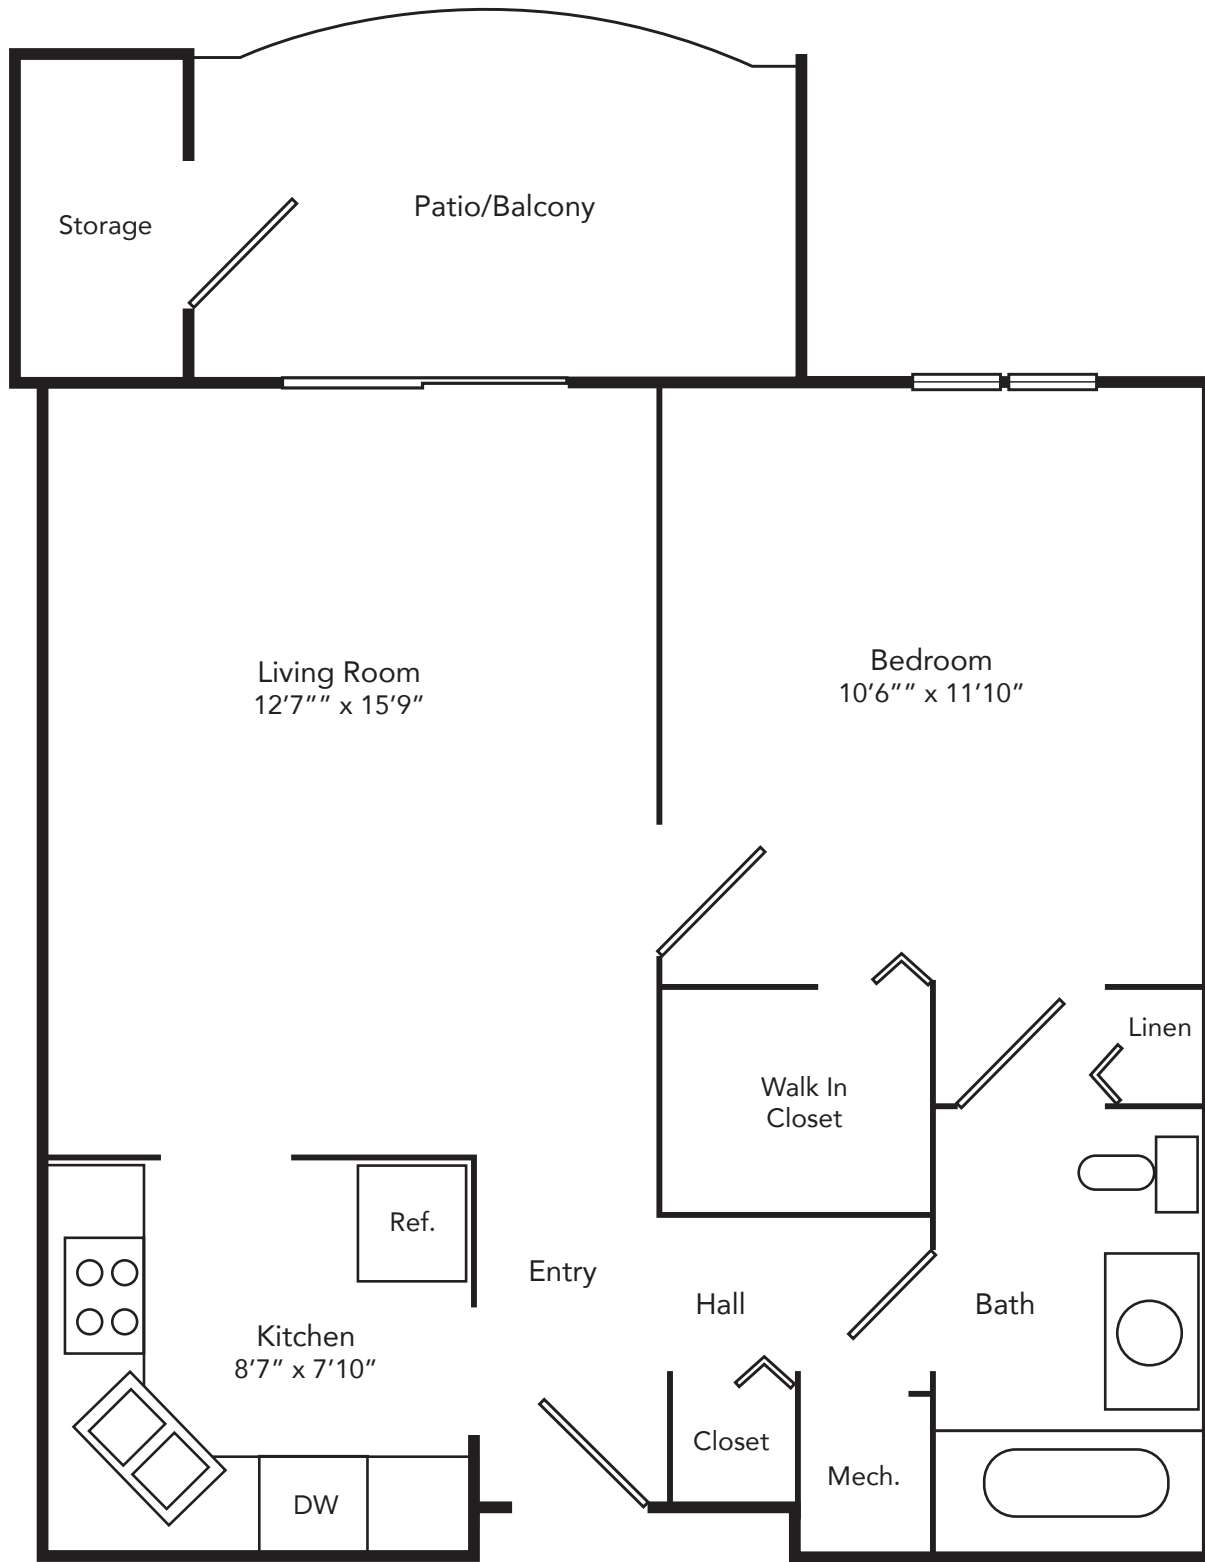 Storage
Patio/Balcony
Living Room
12’7”” x 15’9”
Bedroom
10’6”” x 11’10”
Linen
Walk In
Closet
Ref.
Entry
Hall
Bath
Kitchen
8’7” x 7’10”
Closet
Mech.
DW